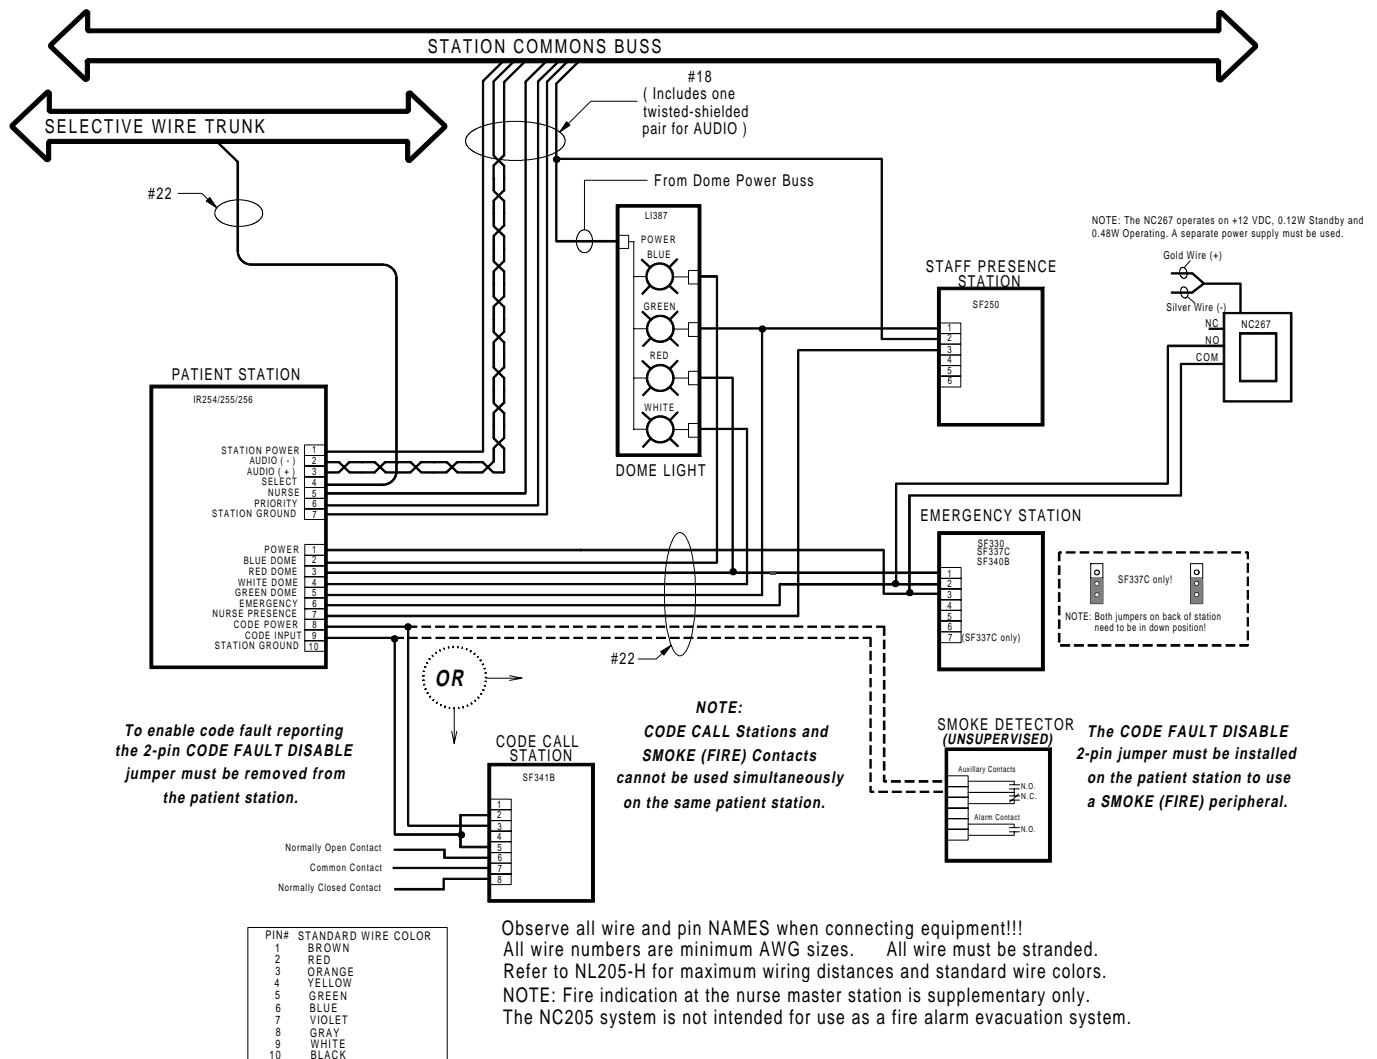 STATION COMMONS BUSS
#18
( Includes one
twisted-shielded
pair for AUDIO )
SELECTIVE WIRE TRUNK
#22
From Dome Power Buss
LI387
POWER
BLUE
GREEN
RED
WHITE
DOME LIGHT
STAFF PRESENCE
STATION
SF250
1
2
3
4
5
6
NOTE: The NC267 operates on +12 VDC, 0.12W Standby and
0.48W Operating. A separate power supply must be used.
Gold Wire (+)
Silver Wire (-)
NC
NO
COM
NC267
PATIENT STATION
IR254/255/256
STATION POWER 1
AUDIO ( - ) 2
AUDIO ( + ) 3
SELECT 4
NURSE 5
PRIORITY 6
STATION GROUND 7
POWER 1
BLUE DOME 2
RED DOME 3
WHITE DOME 4
GREEN DOME 5
EMERGENCY 6
NURSE PRESENCE 7
CODE POWER 8
CODE INPUT 9
STATION GROUND 10
EMERGENCY STATION
SF330
SF337C
SF340B
1
2
3
4
5
6
7 (SF337C only)
SF337C only!
NOTE: Both jumpers on back of station
need to be in down position!
#22
OR
To enable code fault reporting
the 2-pin CODE FAULT DISABLE
jumper must be removed from
the patient station.
NOTE:
CODE CALL Stations and
SMOKE (FIRE) Contacts
cannot be used simultaneously
on the same patient station.
SMOKE DETECTOR
(UNSUPERVISED)
Auxillary Contacts
N.O.
N.C.
Alarm Contact
N.O.
The CODE FAULT DISABLE
2-pin jumper must be installed
on the patient station to use
a SMOKE (FIRE) peripheral.
CODE CALL
STATION
SF341B
1
2
3
4
5
6
7
8
Normally Open Contact
Common Contact
Normally Closed Contact
PIN# STANDARD WIRE COLOR
1 BROWN
2 RED
3 ORANGE
4 YELLOW
5 GREEN
6 BLUE
7 VIOLET
8 GRAY
9 WHITE
10 BLACK
Observe all wire and pin NAMES when connecting equipment!!!
All wire numbers are minimum AWG sizes. All wire must be stranded.
Refer to NL205-H for maximum wiring distances and standard wire colors.
NOTE: Fire indication at the nurse master station is supplementary only.
The NC205 system is not intended for use as a fire alarm evacuation system.